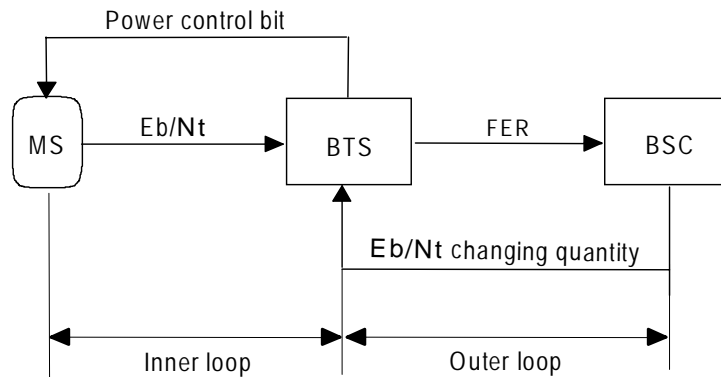 Power control bit
MS
Eb/Nt
BTS
FER
BSC
Eb/Nt changing quantity
Inner loop
Outer loop